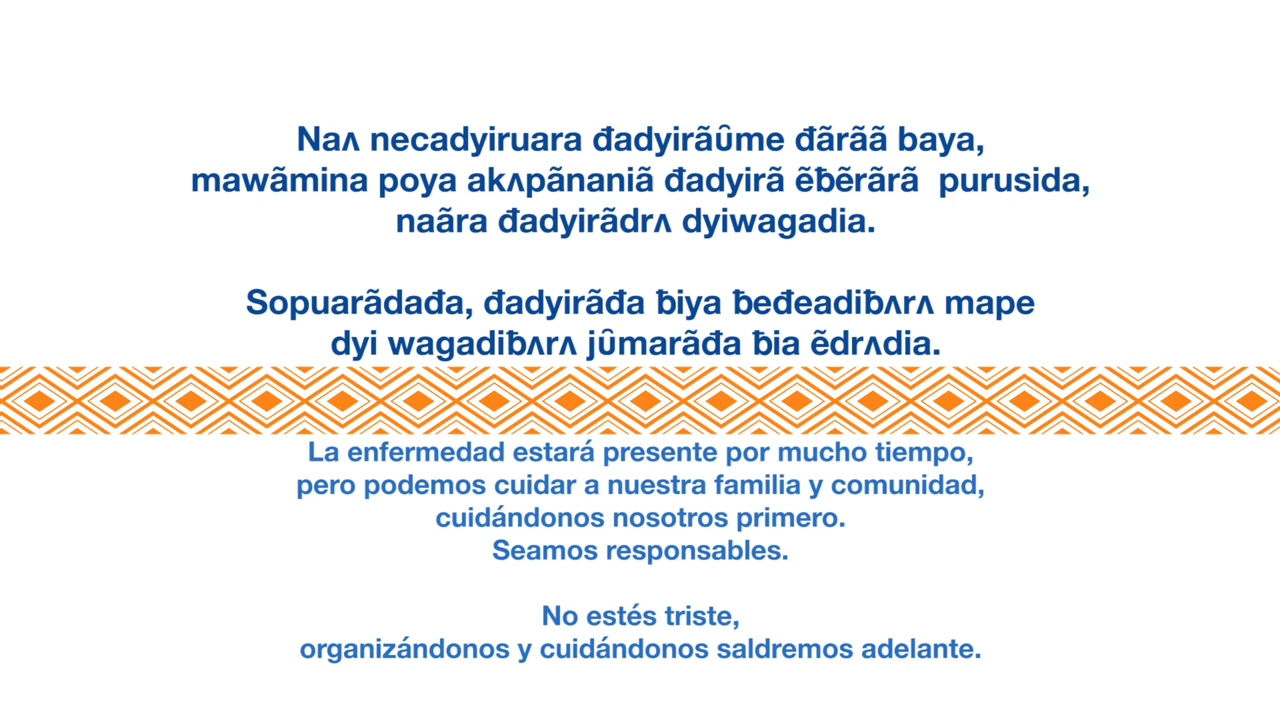 Naʌ necadyiruara đadyirãȗme đãrãã baya,
mawãmina poya akʌpãnaniã đadyirã ẽƀẽrãrã purusida,
naãra đadyirãdrʌ dyiwagadia.
Sopuarãdađa, đadyirãđa ƀiya ƀeđeadiƀʌrʌ mape
dyi wagadiƀʌrʌ jȗmarãđa ƀia ẽdrʌdia.
La enfermedad estará presente por mucho tiempo,
pero podemos cuidar a nuestra familia y comunidad,
cuidándonos nosotros primero.
Seamos responsables.
No estés triste,
organizándonos y cuidándonos saldremos adelante.